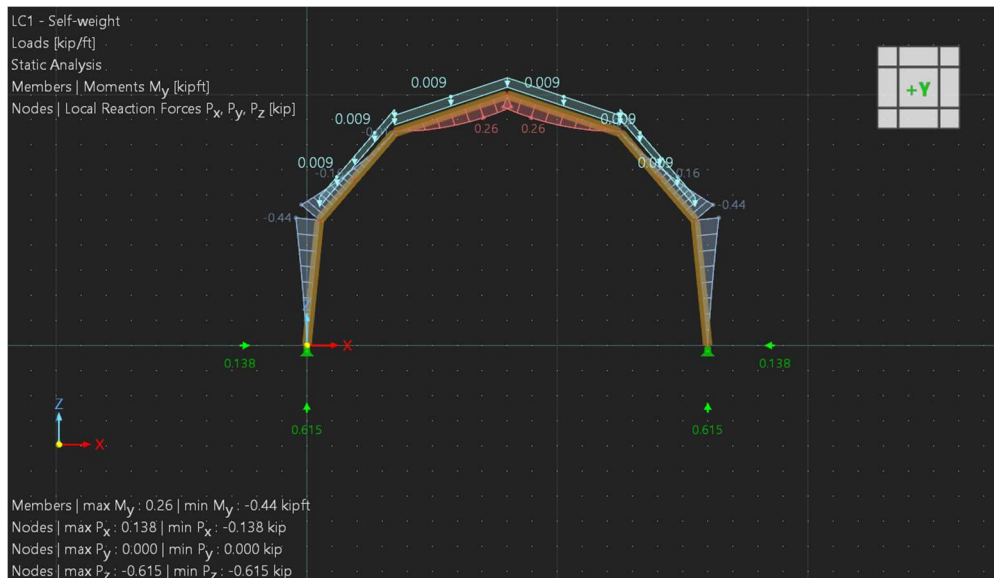 LC1 - Self-weight
Loads [kip/ft]
Static Analysis
Members | Moments My [kipft]
Nodes | Local Reaction Forces Px, Py, Pz [kip]
+Y
0.009 0.009
0.009 0.009
0.26 0.26
0.009 0.009
0.16
-0.44 -0.44
Z
X
0.138 0.138
0.615 0.615
Z
X
Members | max My : 0.26 | min My : -0.44 kipft
Nodes | max Px : 0.138 | min Px : -0.138 kip
Nodes | max Py : 0.000 | min Py : 0.000 kip
Nodes | max Pz : -0.615 | min Pz : -0.615 kip